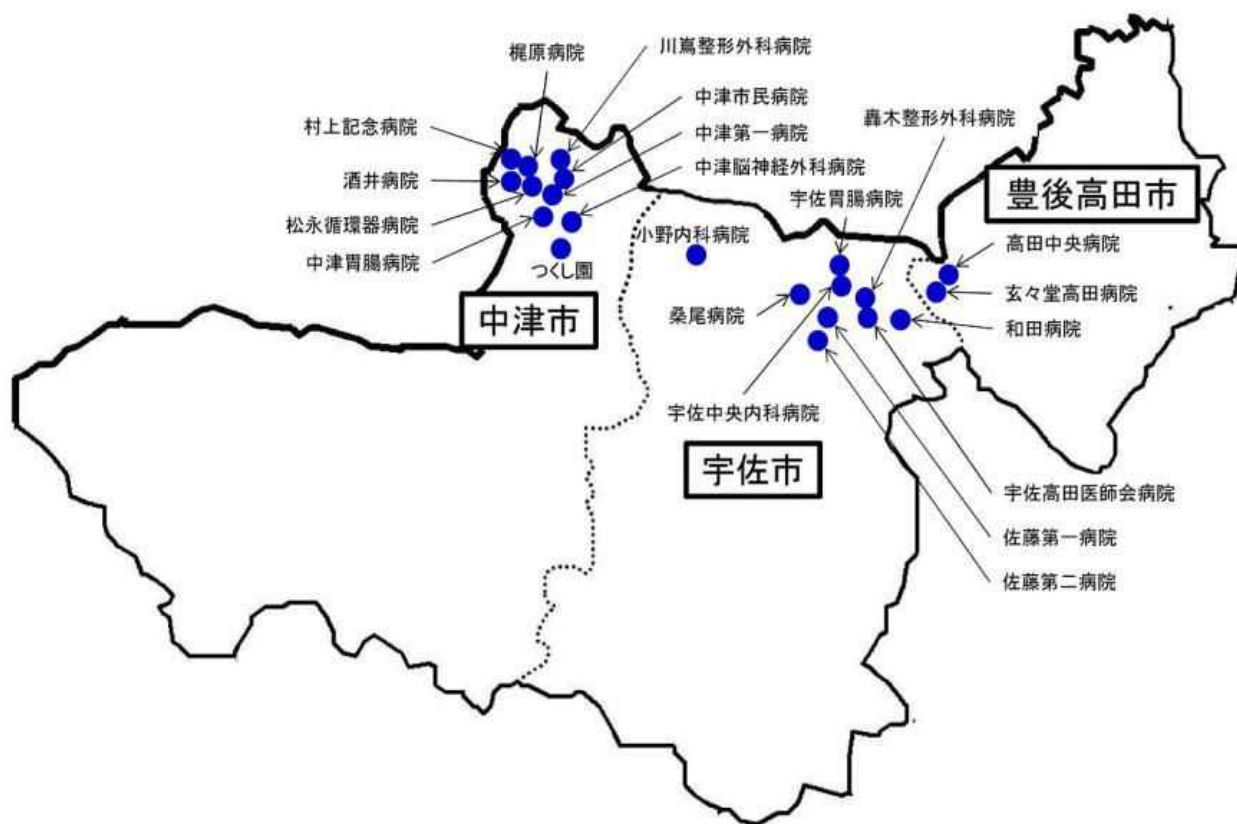 梶原病院
川嶌整形外科病院
村上記念病院
中津市民病院
轟木整形外科病院
中津第一病院
中津脳神経外科病院
酒井病院
宇佐胃腸病院
豊後高田市
松永循環器病院
小野内科病院
高田中央病院
中津胃腸病院
つくし園
玄々堂高田病院
中津市
桑尾病院
和田病院
宇佐中央内科病院
宇佐市
宇佐高田医師会病院
佐藤第一病院
佐藤第二病院